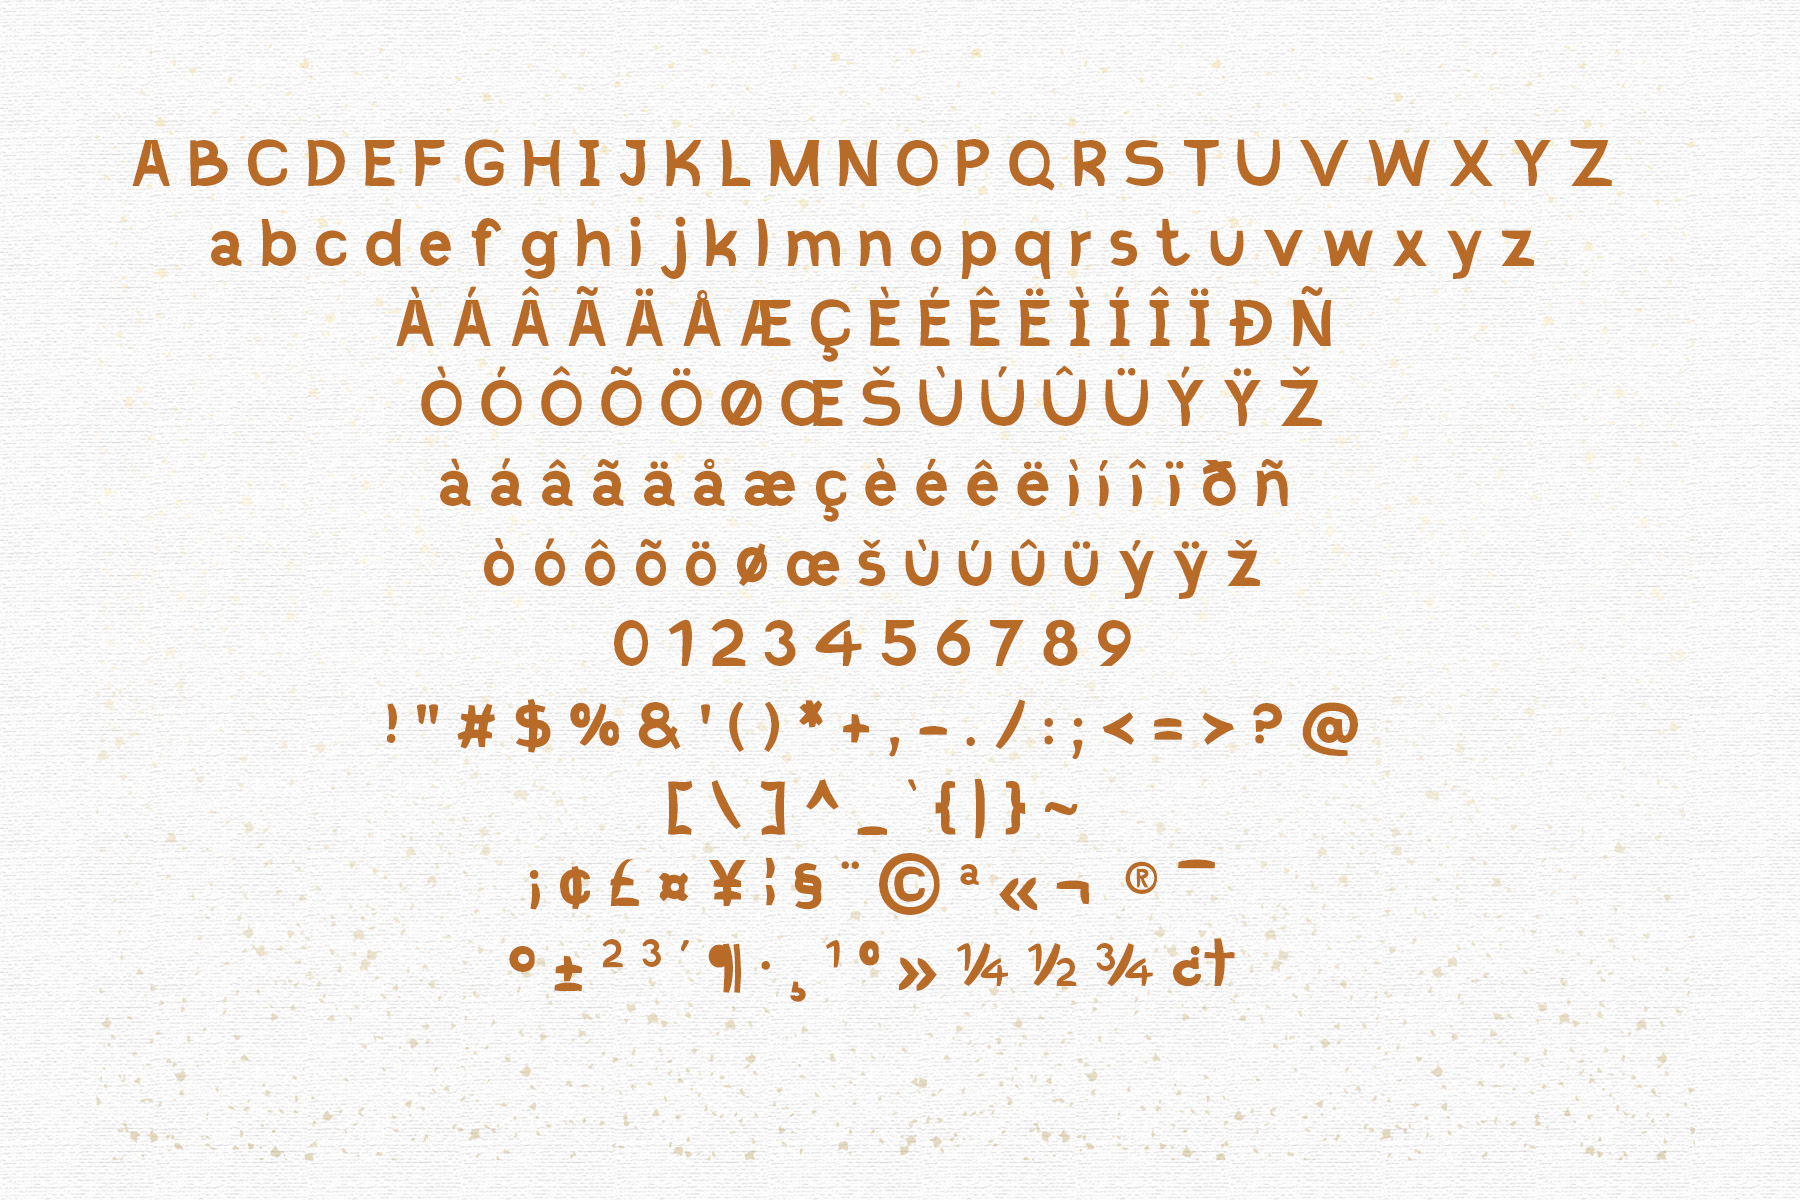 A B C D E F G H I J K L M N O P Q R S T U V W X Y Z
a b c d e f g h i j k l m n o p q r s t u v w x y z
À Á Â Ã Ä Å Æ Ç È É Ê Ë Ì Í Î Ï Ð Ñ
Ò Ó Ô Õ Ö Ø Œ Š Ù Ú Û Ü Ý Ÿ Ž
à á â ã ä å æ ç è é ê ë ì í î ï ð ñ
ò ó ô õ ö ø œ š ù ú û ü ý ÿ ž
0 1 2 3 4 5 6 7 8 9
! " # $ % & ' ( ) * + , - . / : ; < = > ? @
[ \ ] ^ _ ` { | } ~
¡ ¢ £ ¤ ¥ ¦ § ¨ © ª « ¬ ® ¯
° ± ² ³ ´ ¶ · ¸ ¹ º » ¼ ½ ¾ ¿ †